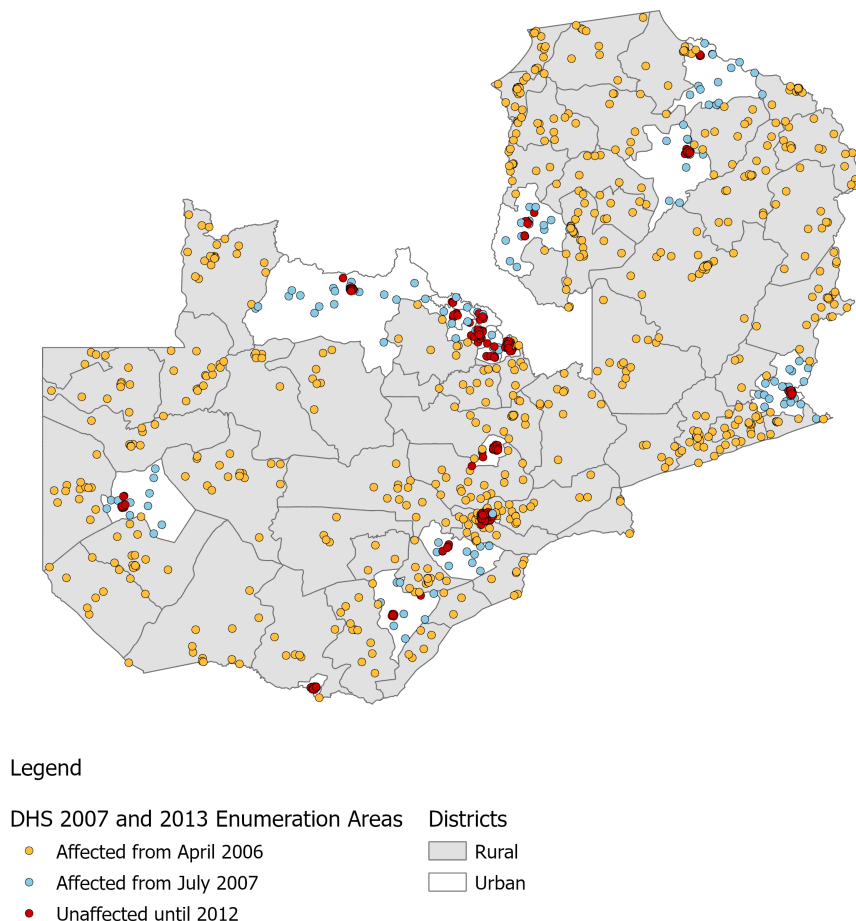 Legend
DHS 2007 and 2013 Enumeration Areas
Affected from April 2006
Affected from July 2007
Unaffected until 2012
Districts
Rural
Urban